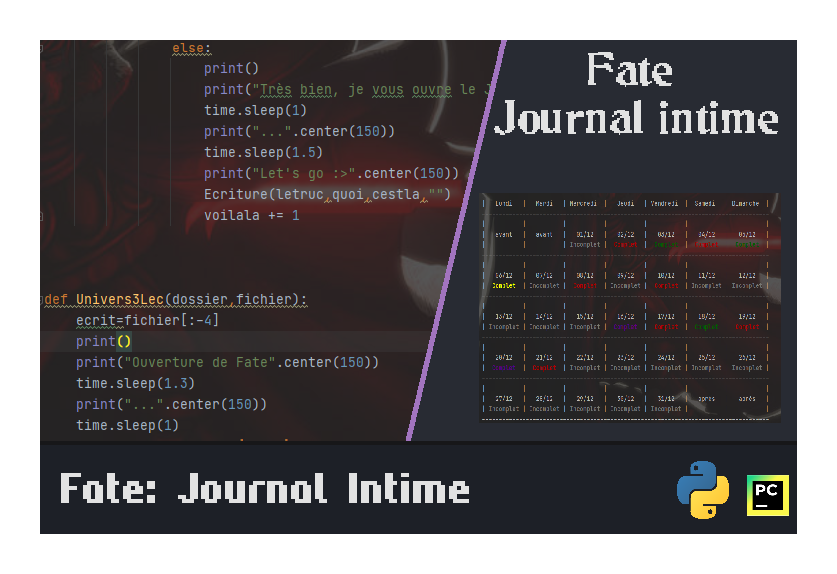 else:
print()
print("Très bien, je vous ouvre le J
time.sleep(1)
print("...".center(150))
time.sleep(1.5)
print("Let's go :>".center(150))
Ecriture(letruc,quoi,cestla,"")
voilala += 1
def Univers3Lec(dossier,fichier):
ecrit=fichier[:-4]
print()
print("Ouverture de Fate".center(150))
time.sleep(1.3)
print("...".center(150))
time.sleep(1)
Fate
Journal intime
| Lundi | Mardi | Mercredi | Jeudi | Vendredi | Samedi | Dimanche |
| avant | avant | 01/12 | 02/12 | 03/12 | 04/12 | 05/12 |
| | | Incomplet | Complet |
| 06/12 | 07/12 | 08/12 | 09/12 | 10/12 | 11/12 | 12/12 |
| Complet | Incomplet | Complet | Incomplet | Complet | Incomplet | Incomplet |
| 13/12 | 14/12 | 15/12 | 16/12 | 17/12 | 18/12 | 19/12 |
| Incomplet | Incomplet | Incomplet | Complet | Complet | Complet | Complet |
| 20/12 | 21/12 | 22/12 | 23/12 | 24/12 | 25/12 | 26/12 |
| Complet | Incomplet | Incomplet | Incomplet | Incomplet | Incomplet |
| 27/12 | 28/12 | 29/12 | 30/12 | 31/12 | après | après |
| Incomplet | Incomplet | Incomplet | Incomplet | Incomplet |
Fate: Journal Intime
PC